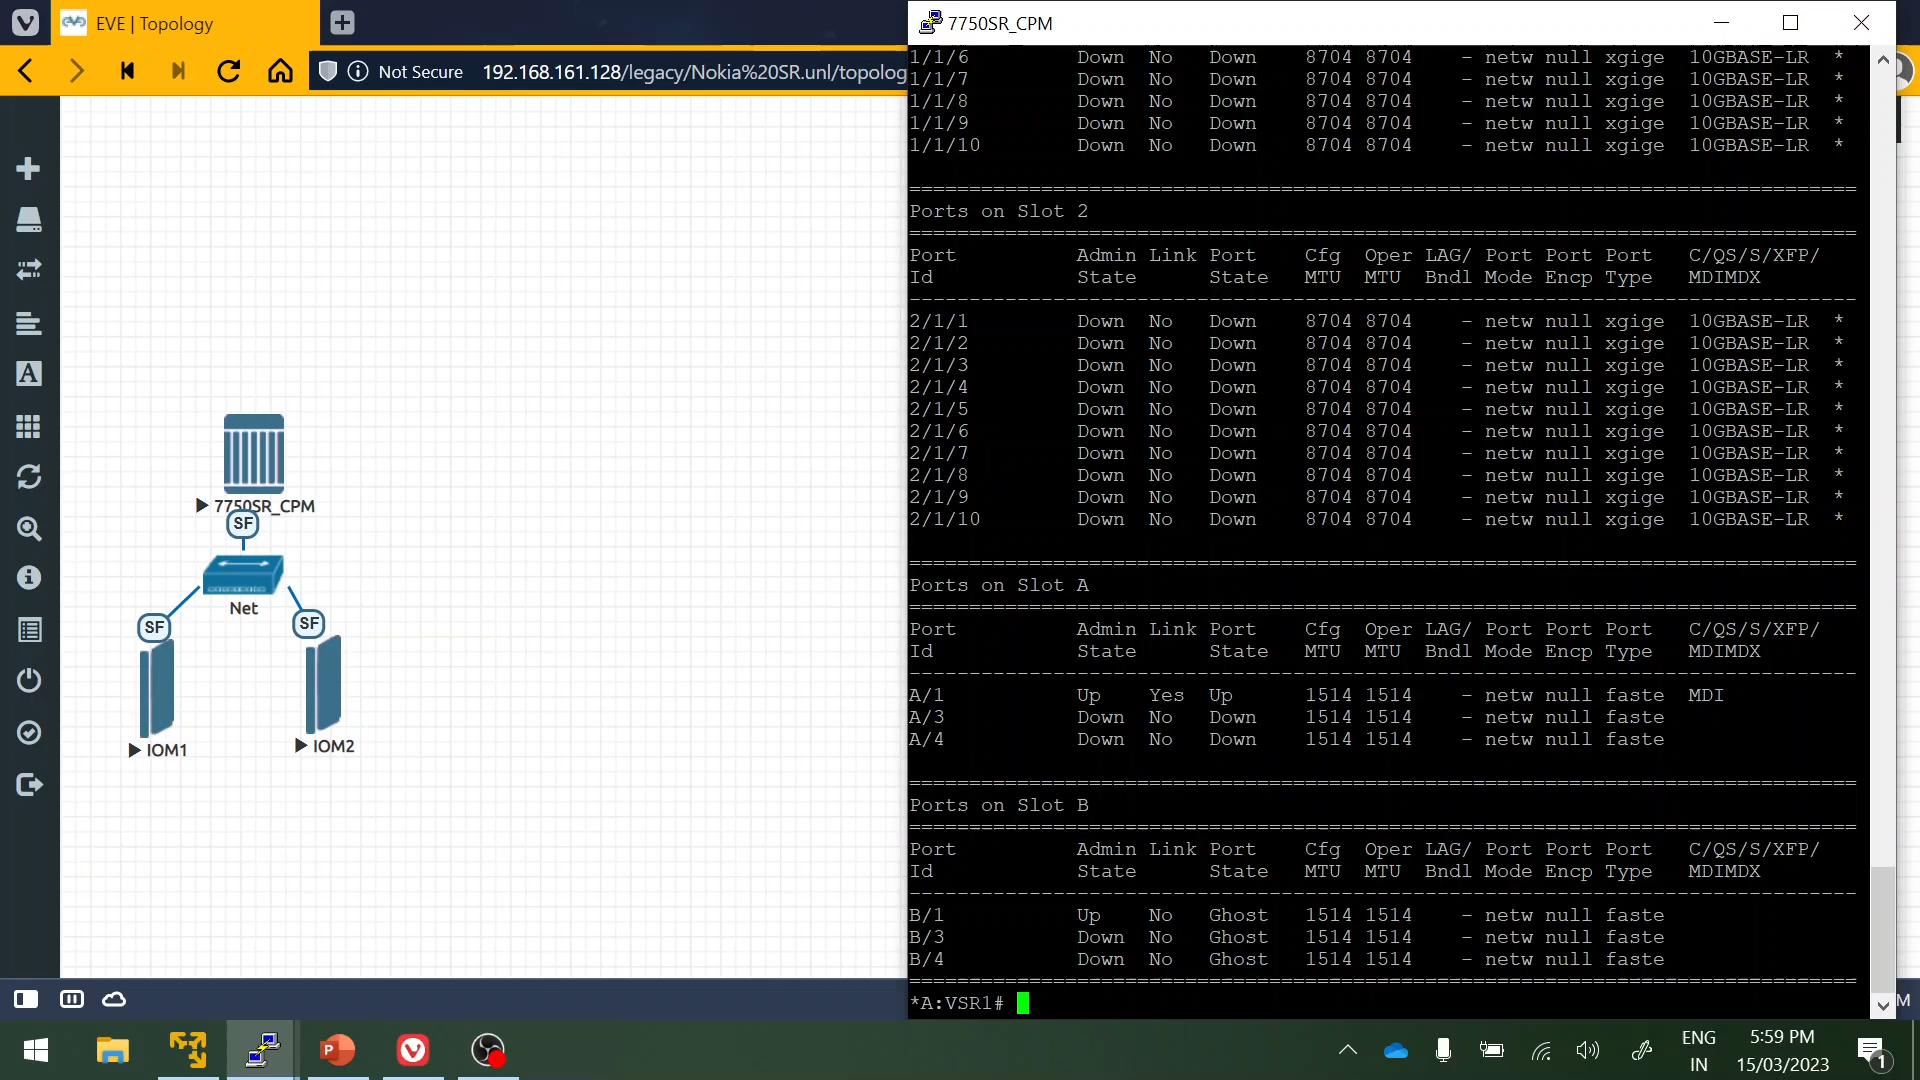 EVE | Topology
Not Secure 192.168.161.128/legacy/Nokia%20SR.unl/topolog
7750SR_CPM
SF
Net
SF
SF
IOM1
IOM2
7750SR_CPM
1/1/6 Down No Down 8704 8704 - netw null xgige 10GBASE-LR *
1/1/7 Down No Down 8704 8704 - netw null xgige 10GBASE-LR *
1/1/8 Down No Down 8704 8704 - netw null xgige 10GBASE-LR *
1/1/9 Down No Down 8704 8704 - netw null xgige 10GBASE-LR *
1/1/10 Down No Down 8704 8704 - netw null xgige 10GBASE-LR *
===============================================================================
Ports on Slot 2
===============================================================================
Port Admin Link Port Cfg Oper LAG/ Port Port Port C/QS/S/XFP/
Id State State MTU MTU Bndl Mode Encp Type MDIMDX
-------------------------------------------------------------------------------
2/1/1 Down No Down 8704 8704 - netw null xgige 10GBASE-LR *
2/1/2 Down No Down 8704 8704 - netw null xgige 10GBASE-LR *
2/1/3 Down No Down 8704 8704 - netw null xgige 10GBASE-LR *
2/1/4 Down No Down 8704 8704 - netw null xgige 10GBASE-LR *
2/1/5 Down No Down 8704 8704 - netw null xgige 10GBASE-LR *
2/1/6 Down No Down 8704 8704 - netw null xgige 10GBASE-LR *
2/1/7 Down No Down 8704 8704 - netw null xgige 10GBASE-LR *
2/1/8 Down No Down 8704 8704 - netw null xgige 10GBASE-LR *
2/1/9 Down No Down 8704 8704 - netw null xgige 10GBASE-LR *
2/1/10 Down No Down 8704 8704 - netw null xgige 10GBASE-LR *
===============================================================================
Ports on Slot A
===============================================================================
Port Admin Link Port Cfg Oper LAG/ Port Port Port C/QS/S/XFP/
Id State State MTU MTU Bndl Mode Encp Type MDIMDX
-------------------------------------------------------------------------------
A/1 Up Yes Up 1514 1514 - netw null faste MDI
A/3 Down No Down 1514 1514 - netw null faste
A/4 Down No Down 1514 1514 - netw null faste
===============================================================================
Ports on Slot B
===============================================================================
Port Admin Link Port Cfg Oper LAG/ Port Port Port C/QS/S/XFP/
Id State State MTU MTU Bndl Mode Encp Type MDIMDX
-------------------------------------------------------------------------------
B/1 Up No Ghost 1514 1514 - netw null faste
B/3 Down No Ghost 1514 1514 - netw null faste
B/4 Down No Ghost 1514 1514 - netw null faste
===============================================================================
*A:VSR1#
M
ENG
IN
5:59 PM
15/03/2023
1